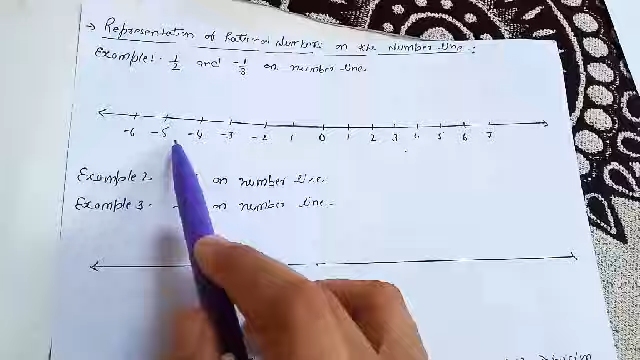 → Representation of Rational Numbers on the Number line :
Example 1. 1/2 and -1/3 on number line.
-6 -5 -4 -3 -2 1 0 1 2 3 4 5 6 7
Example 2. on number line.
Example 3. on number line.